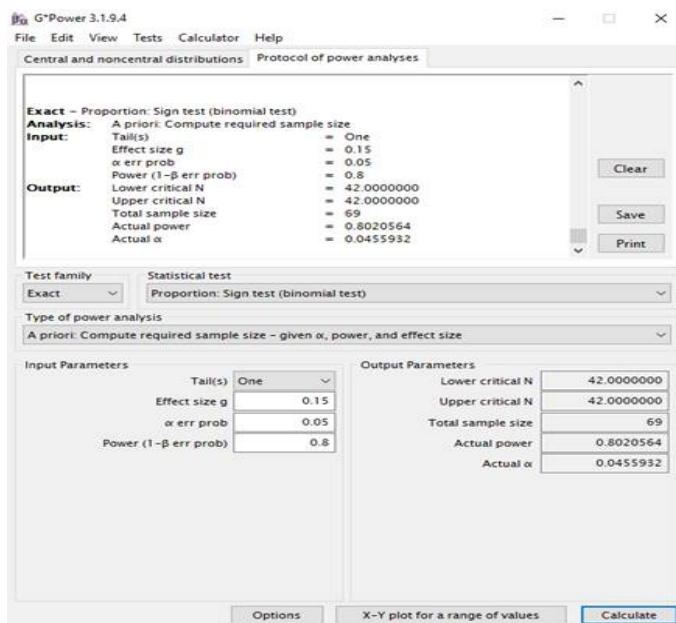 G*Power 3.1.9.4
File Edit View Tests Calculator Help
Central and noncentral distributions Protocol of power analyses
Exact – Proportion: Sign test (binomial test)
Analysis: A priori: Compute required sample size
Input: Tail(s) = One
Effect size g = 0.15
α err prob = 0.05
Power (1-β err prob) = 0.8
Output: Lower critical N = 42.0000000
Upper critical N = 42.0000000
Total sample size = 69
Actual power = 0.8020564
Actual α = 0.0455932
Clear
Save
Print
Test family Statistical test
Exact Proportion: Sign test (binomial test)
Type of power analysis
A priori: Compute required sample size – given α, power, and effect size
Input Parameters Output Parameters
Tail(s) One Lower critical N 42.0000000
Effect size g 0.15 Upper critical N 42.0000000
α err prob 0.05 Total sample size 69
Power (1-β err prob) 0.8 Actual power 0.8020564
Actual α 0.0455932
Options X-Y plot for a range of values Calculate